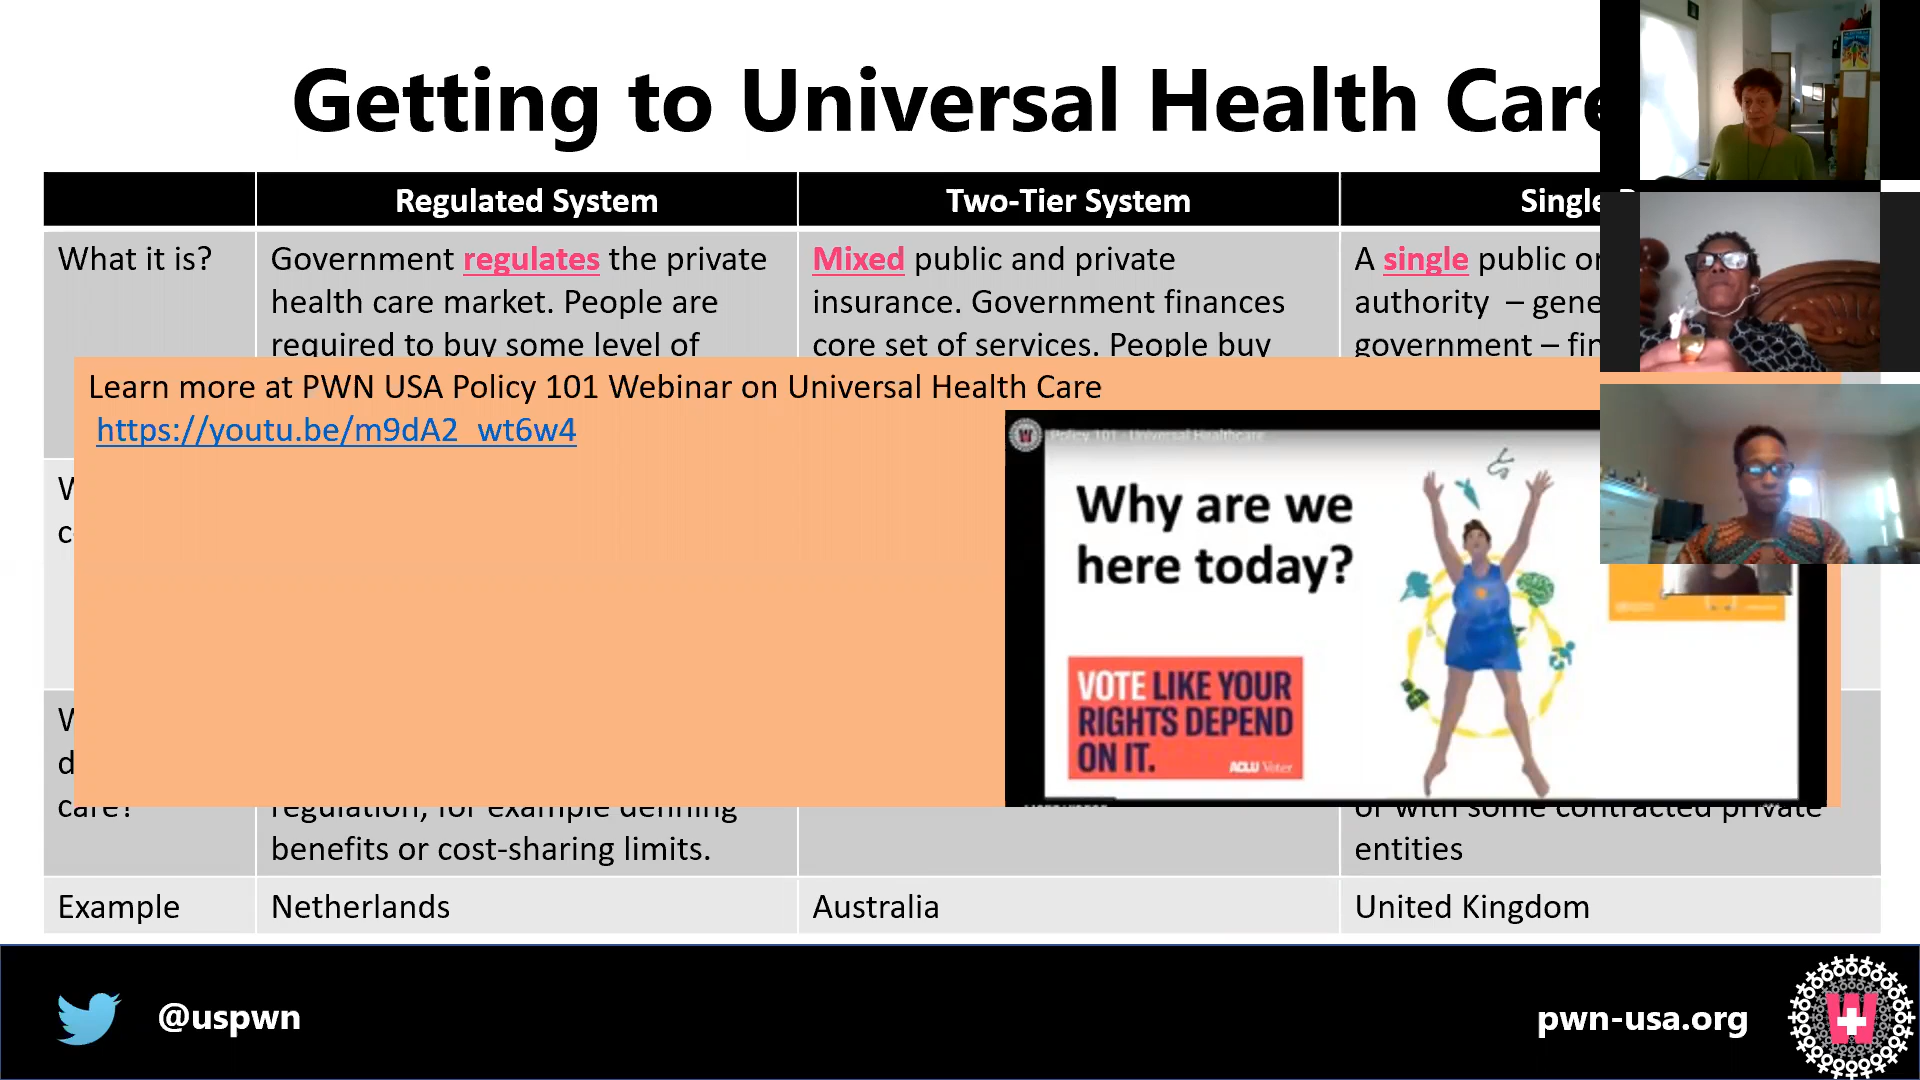 Getting to Universal Health Care
Regulated System
Two-Tier System
Single
What it is?
Government regulates the private
health care market. People are
required to buy some level of
Mixed public and private
insurance. Government finances
core set of services. People buy
A single public or
authority – gene
government – fin
Learn more at PWN USA Policy 101 Webinar on Universal Health Care
https://youtu.be/m9dA2_wt6w4
Policy 101 : Universal Healthcare
Why are we
here today?
VOTE LIKE YOUR
RIGHTS DEPEND
ON IT.
ACLU Voter
W
c
W
d
care?
regulation, for example defining
benefits or cost-sharing limits.
or with some contracted private
entities
Example
Netherlands
Australia
United Kingdom
@uspwn
pwn-usa.org
W